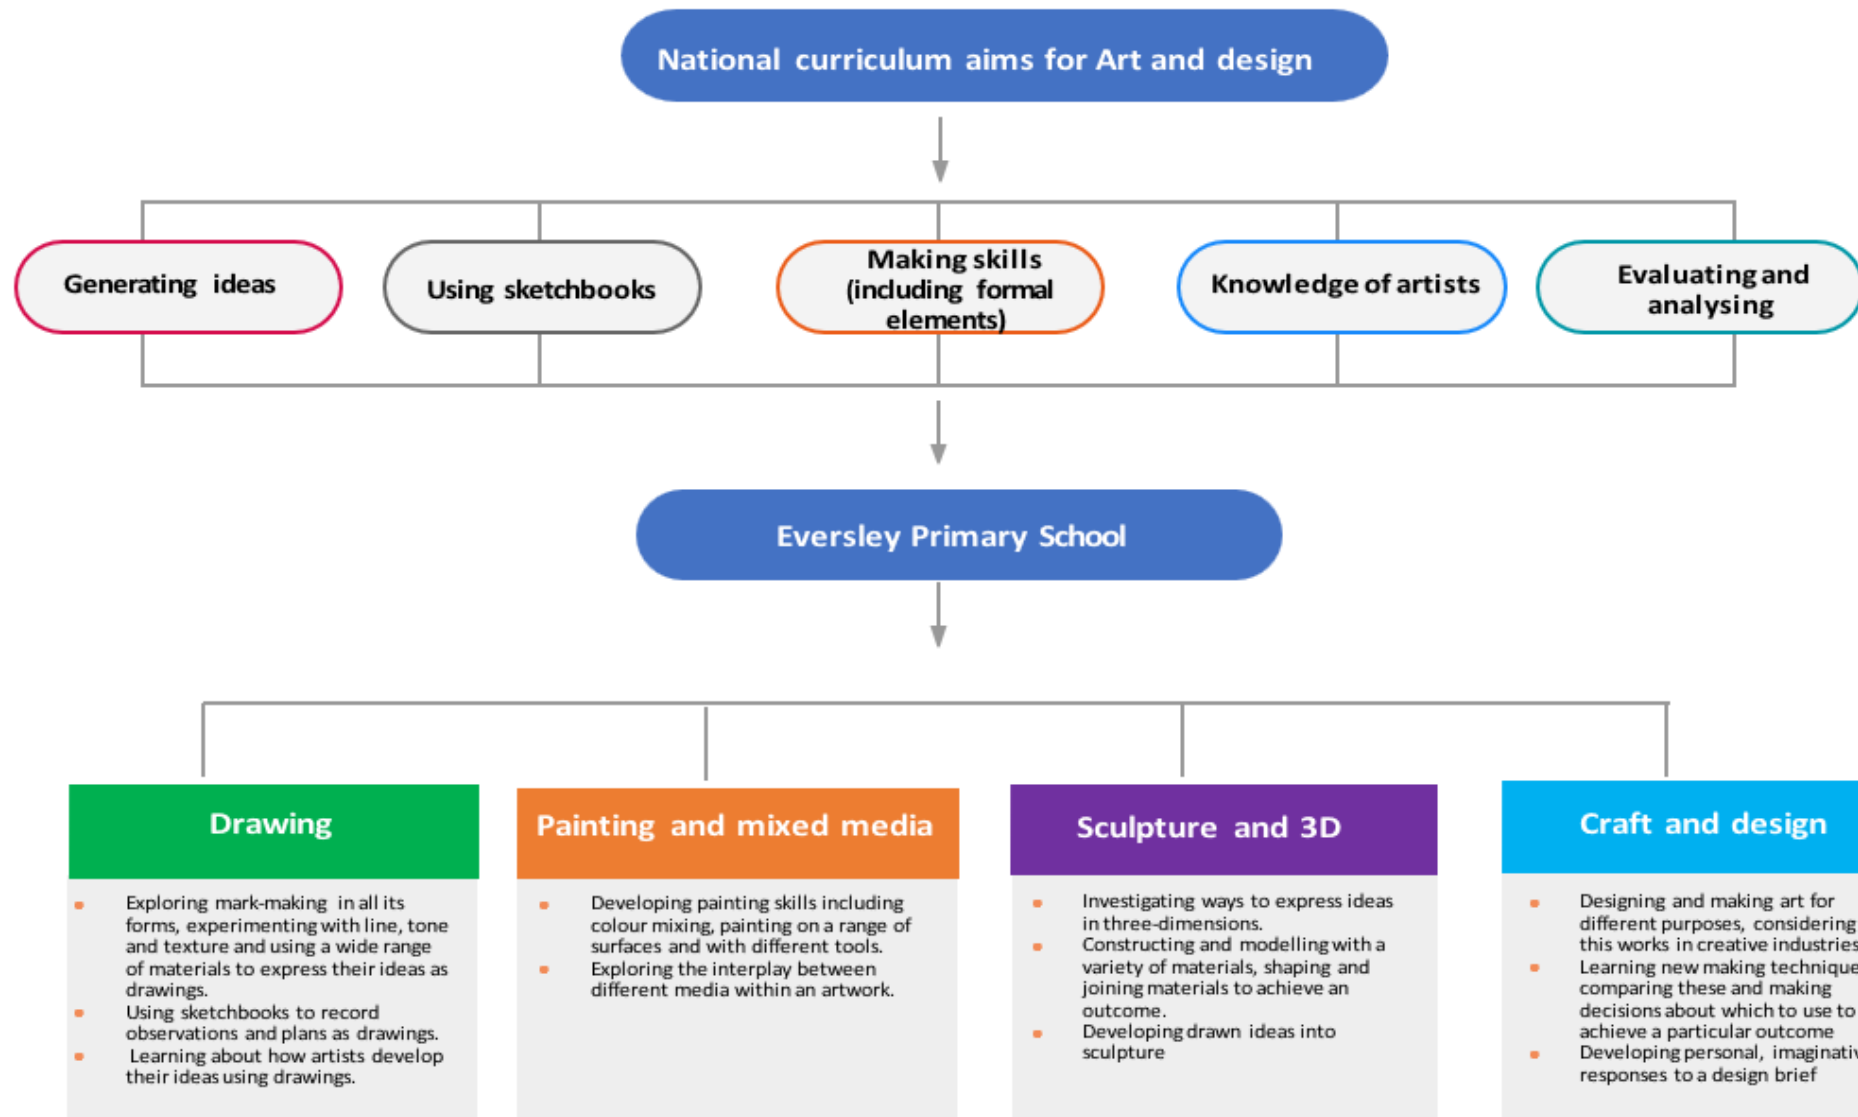 National curriculum aims for Art and design
Generating ideas
Using sketchbooks
Making skills
(including formal
elements)
Knowledge of artists
Evaluating and
analysing
Eversley Primary School
Drawing
Exploring mark-making in all its
forms, experimenting with line, tone
and texture and using a wide range
of materials to express their ideas as
drawings.
Using sketchbooks to record
observations and plans as drawings.
Learning about how artists develop
their ideas using drawings.
Painting and mixed media
Developing painting skills including
colour mixing, painting on a range of
surfaces and with different tools.
Exploring the interplay between
different media within an artwork.
Sculpture and 3D
Investigating ways to express ideas
in three-dimensions.
Constructing and modelling with a
variety of materials, shaping and
joining materials to achieve an
outcome.
Developing drawn ideas into
sculpture
Craft and design
Designing and making art for
different purposes, considering
this works in creative industries
Learning new making
comparing these and making
decisions about which to use to
achieve a particular outcome
Developing personal,
responses to a design brief